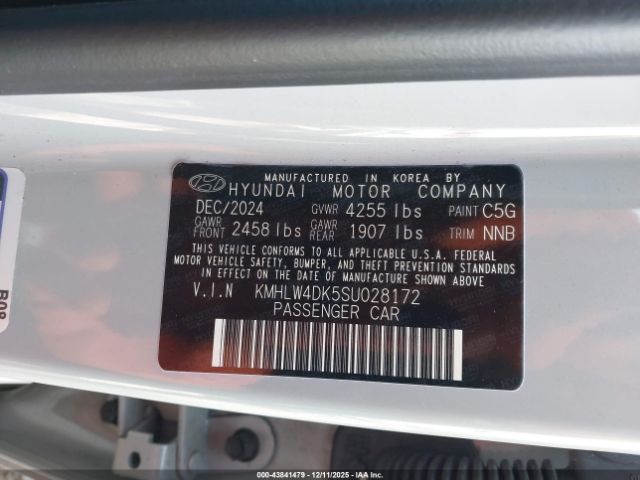 MANUFACTURED IN KOREA BY
HYUNDAI MOTOR COMPANY
DEC/2024 GVWR 4255 lbs PAINT C5G
GAWR FRONT 2458 lbs GAWR REAR 1907 lbs TRIM NNB
THIS VEHICLE CONFORMS TO ALL APPLICABLE U.S.A. FEDERAL
MOTOR VEHICLE SAFETY, BUMPER, AND THEFT PREVENTION STANDARDS
IN EFFECT ON THE DATE OF MANUFACTURE SHOWN ABOVE
V.I.N KMHLW4DK5SU028172
PASSENGER CAR
000-43841479 12/11/2025 - Copart, Inc.